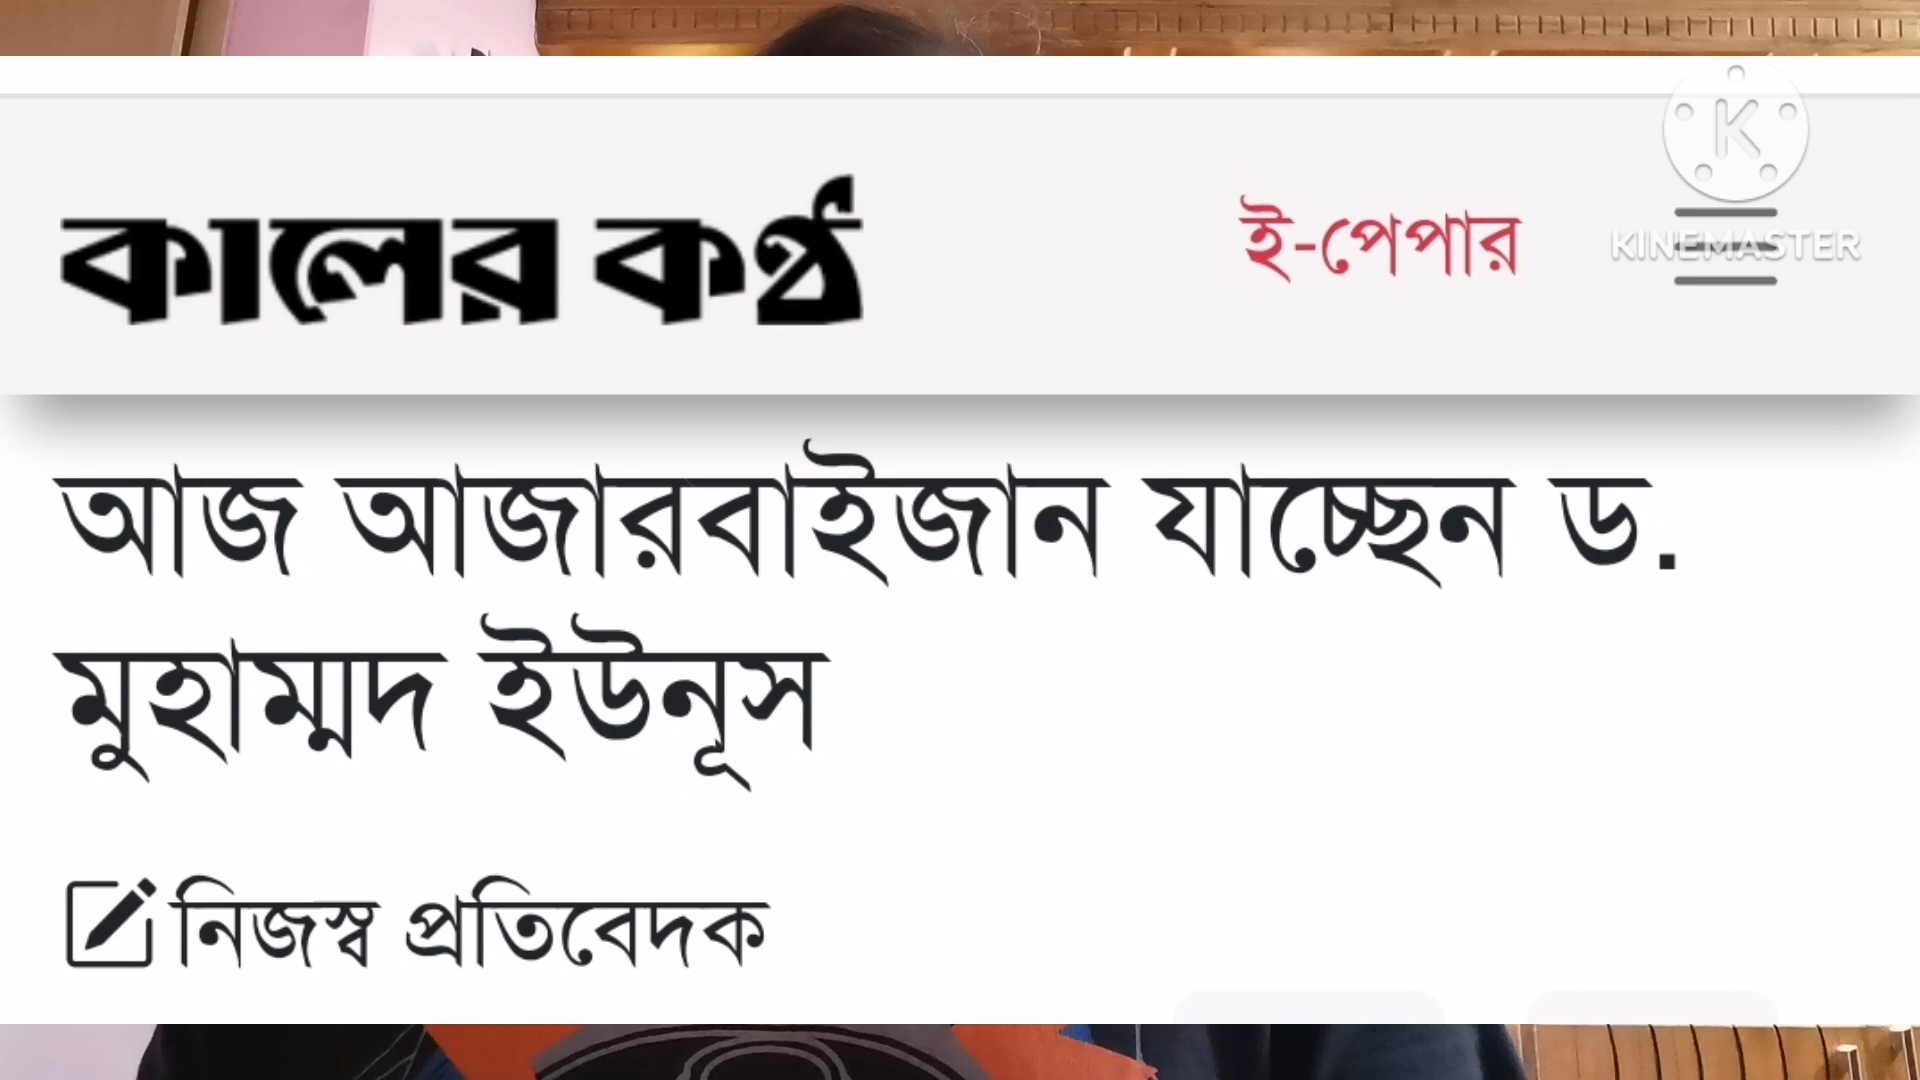 কালের কণ্ঠ
ই-পেপার
KINEMASTER
আজ আজারবাইজান যাচ্ছেন ড.
মুহাম্মদ ইউনূস
নিজস্ব প্রতিবেদক